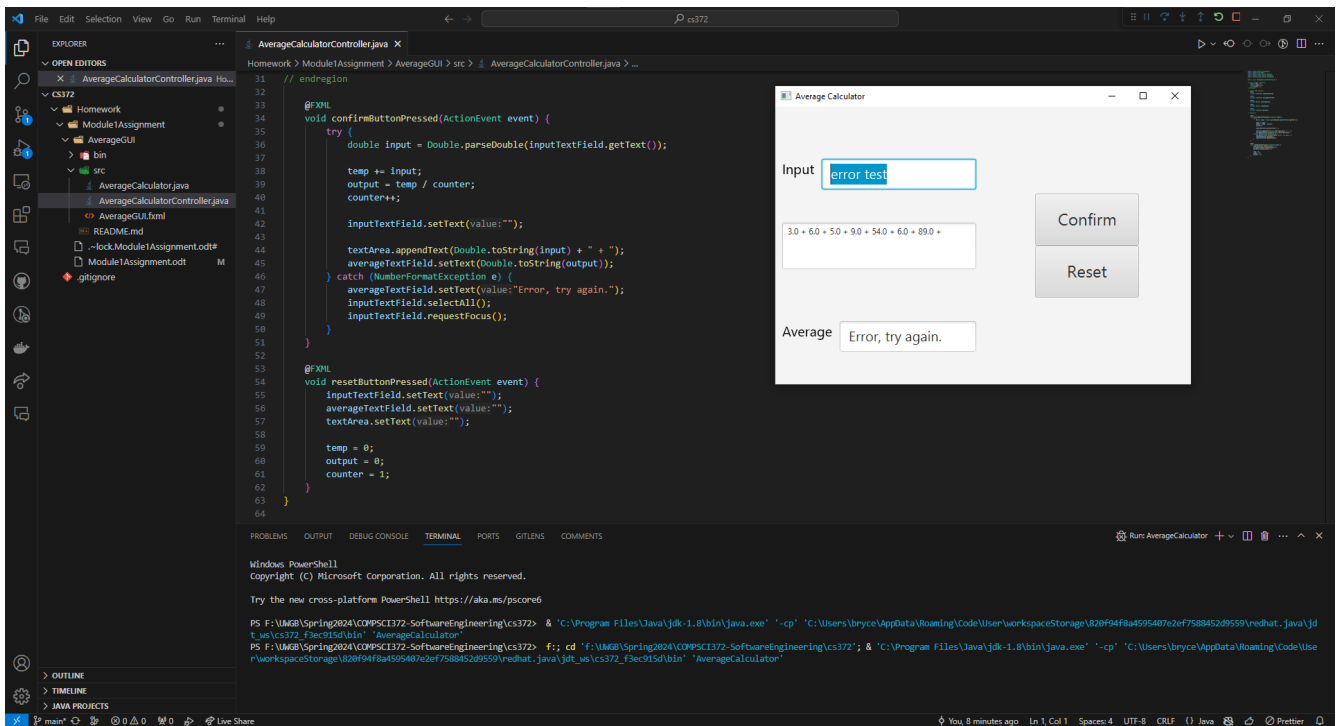 File Edit Selection View Go Run Terminal Help
cs372
EXPLORER
OPEN EDITORS
AverageCalculatorController.java Ho...
CS372
Homework
Module1Assignment
AverageGUI
bin
src
AverageCalculator.java
AverageCalculatorController.java
AverageGUI.fxml
README.md
.~lock.Module1Assignment.odt#
Module1Assignment.odt M
.gitignore
OUTLINE
TIMELINE
JAVA PROJECTS
AverageCalculatorController.java
Homework > Module1Assignment > AverageGUI > src > AverageCalculatorController.java > ...
31 // endregion
32
33 @FXML
34 void confirmButtonPressed(ActionEvent event) {
35 try {
36 double input = Double.parseDouble(inputTextField.getText());
37
38 temp += input;
39 output = temp / counter;
40 counter++;
41
42 inputTextField.setText(value:"");
43
44 textArea.appendText(Double.toString(input) + " + ");
45 averageTextField.setText(Double.toString(output));
46 } catch (NumberFormatException e) {
47 averageTextField.setText(value:"Error, try again.");
48 inputTextField.selectAll();
49 inputTextField.requestFocus();
50 }
51 }
52
53 @FXML
54 void resetButtonPressed(ActionEvent event) {
55 inputTextField.setText(value:"");
56 averageTextField.setText(value:"");
57 textArea.setText(value:"");
58
59 temp = 0;
60 output = 0;
61 counter = 1;
62 }
63 }
64
Average Calculator
Input error test
3.0 + 6.0 + 5.0 + 9.0 + 54.0 + 6.0 + 89.0 +
Confirm
Reset
Average Error, try again.
PROBLEMS OUTPUT DEBUG CONSOLE TERMINAL PORTS GITLENS COMMENTS
Run: AverageCalculator
Windows PowerShell
Copyright (C) Microsoft Corporation. All rights reserved.
Try the new cross-platform PowerShell https://aka.ms/pscore6
PS F:\UWGB\Spring2024\COMPSCI372-SoftwareEngineering\cs372> & 'C:\Program Files\Java\jdk-1.8\bin\java.exe' '-cp' 'C:\Users\bryce\AppData\Roaming\Code\User\workspaceStorage\820f94f8a4595407e2ef7588452d9559\redhat.java\jd
t_ws\cs372_f3ec915d\bin' 'AverageCalculator'
PS F:\UWGB\Spring2024\COMPSCI372-SoftwareEngineering\cs372> f:; cd 'f:\UWGB\Spring2024\COMPSCI372-SoftwareEngineering\cs372'; & 'C:\Program Files\Java\jdk-1.8\bin\java.exe' '-cp' 'C:\Users\bryce\AppData\Roaming\Code\Use
r\workspaceStorage\820f94f8a4595407e2ef7588452d9559\redhat.java\jdt_ws\cs372_f3ec915d\bin' 'AverageCalculator'
main* 0 0 0 Live Share
You, 8 minutes ago Ln 1, Col 1 Spaces: 4 UTF-8 CRLF {} Java Prettier